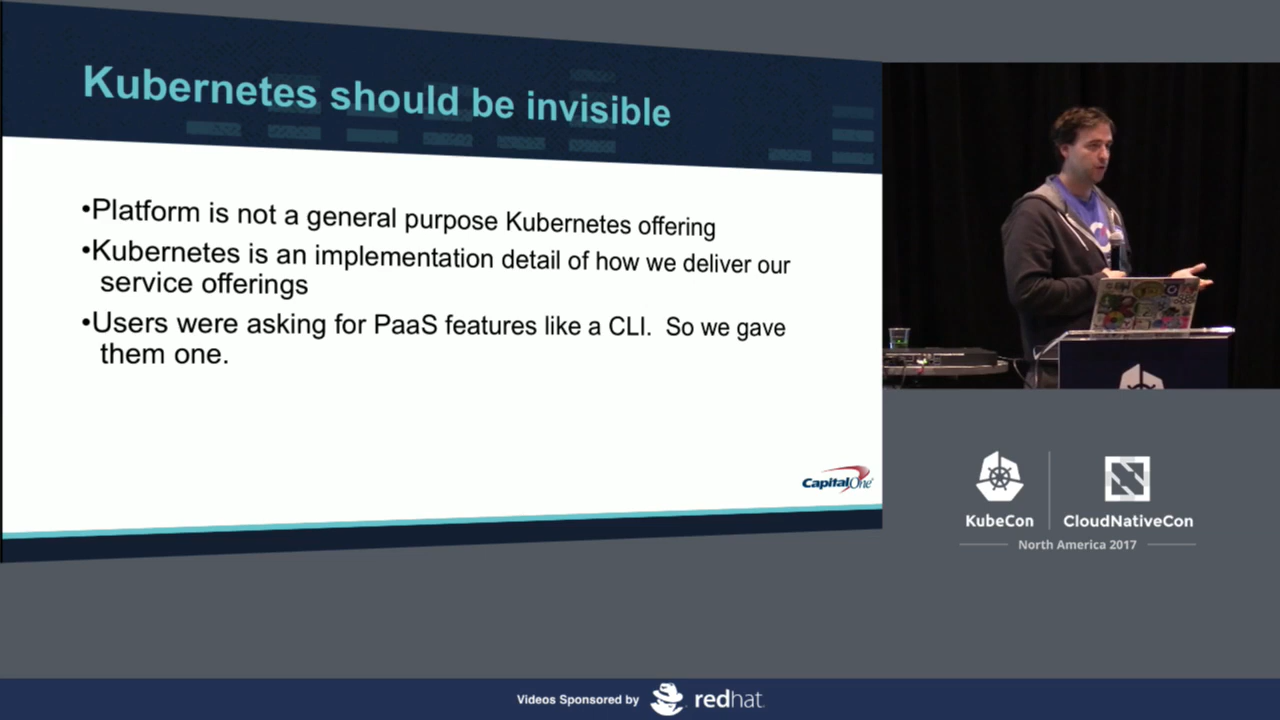 Kubernetes should be invisible
•Platform is not a general purpose Kubernetes offering
•Kubernetes is an implementation detail of how we deliver our
service offerings
•Users were asking for PaaS features like a CLI.  So we gave
them one.
CapitalOne
KubeCon
CloudNativeCon
North America 2017
Videos Sponsored by
redhat.